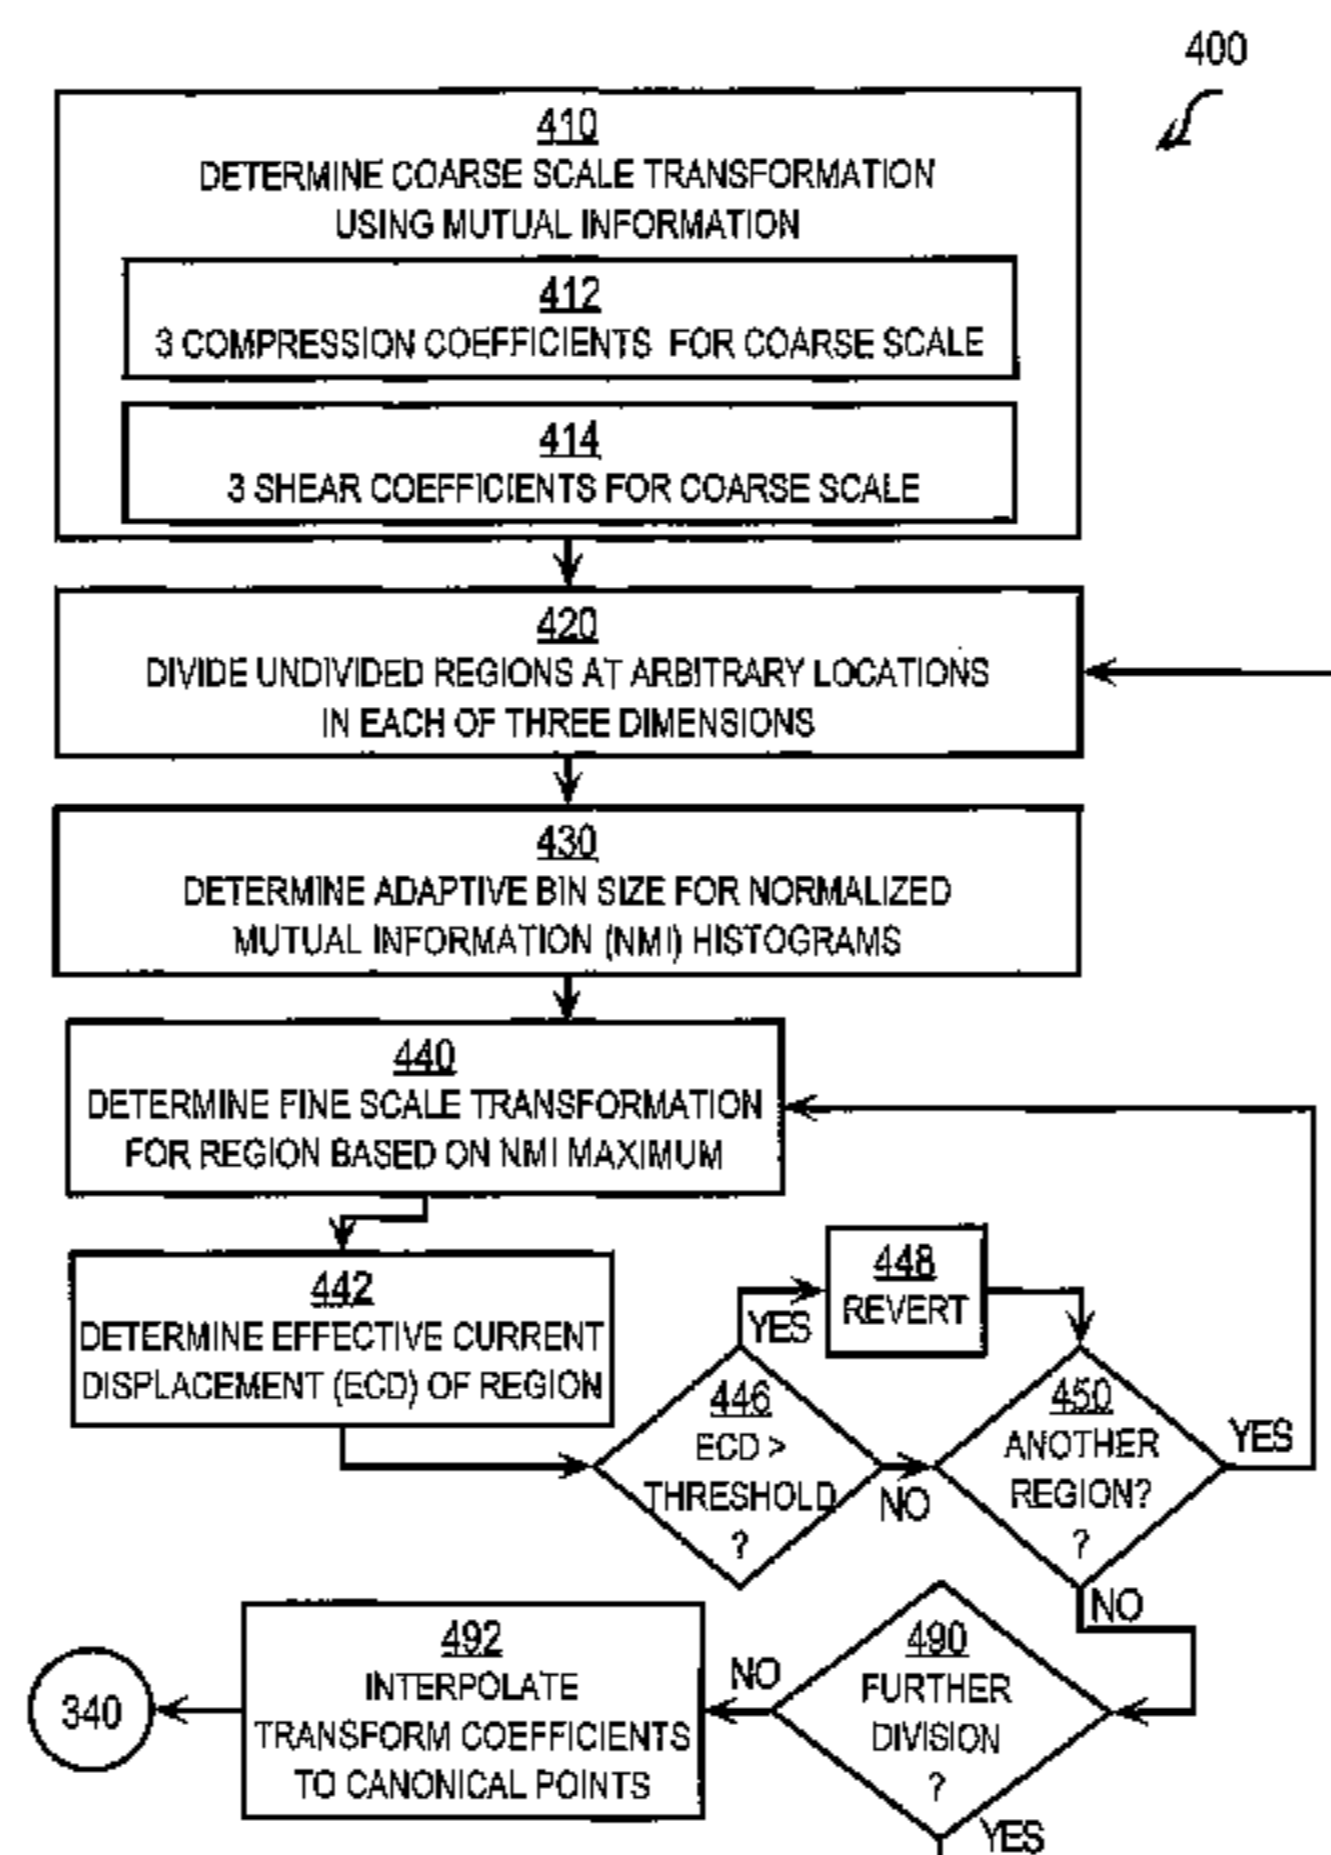 400
410
DETERMINE COARSE SCALE TRANSFORMATION
USING MUTUAL INFORMATION
412
3 COMPRESSION COEFFICIENTS FOR COARSE SCALE
414
3 SHEAR COEFFICIENTS FOR COARSE SCALE
420
DIVIDE UNDIVIDED REGIONS AT ARBITRARY LOCATIONS
IN EACH OF THREE DIMENSIONS
430
DETERMINE ADAPTIVE BIN SIZE FOR NORMALIZED
MUTUAL INFORMATION (NMI) HISTOGRAMS
440
DETERMINE FINE SCALE TRANSFORMATION
FOR REGION BASED ON NMI MAXIMUM
442
DETERMINE EFFECTIVE CURRENT
DISPLACEMENT (ECD) OF REGION
446
ECD >
THRESHOLD
?
YES
448
REVERT
NO
450
ANOTHER
REGION?
?
YES
NO
490
FURTHER
DIVISION
?
NO
YES
492
INTERPOLATE
TRANSFORM COEFFICIENTS
TO CANONICAL POINTS
340